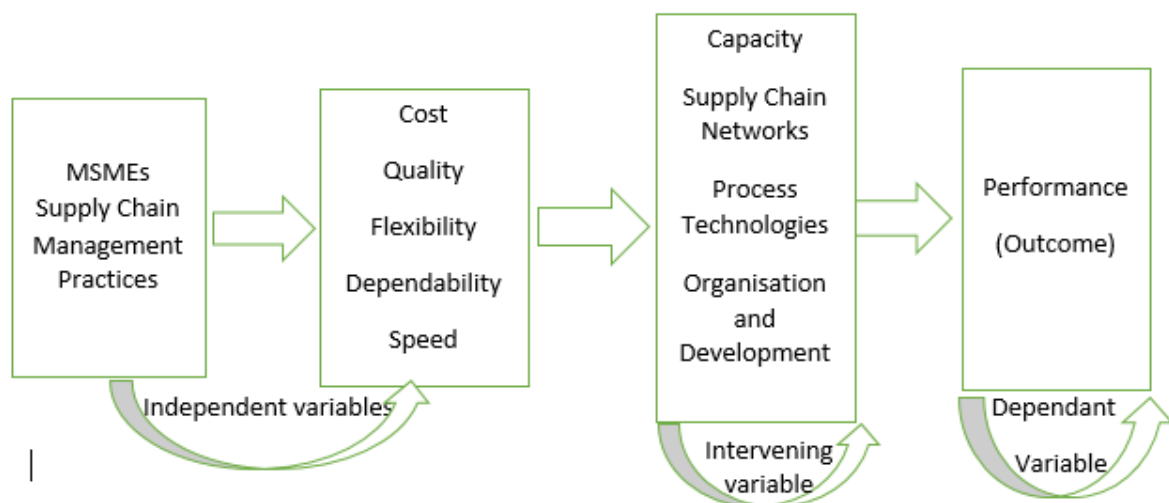 MSMEs
Supply Chain
Management
Practices
Cost
Quality
Flexibility
Dependability
Speed
Independent variables
Capacity
Supply Chain
Networks
Process
Technologies
Organisation
and
Development
Intervening
variable
Performance
(Outcome)
Dependant
Variable